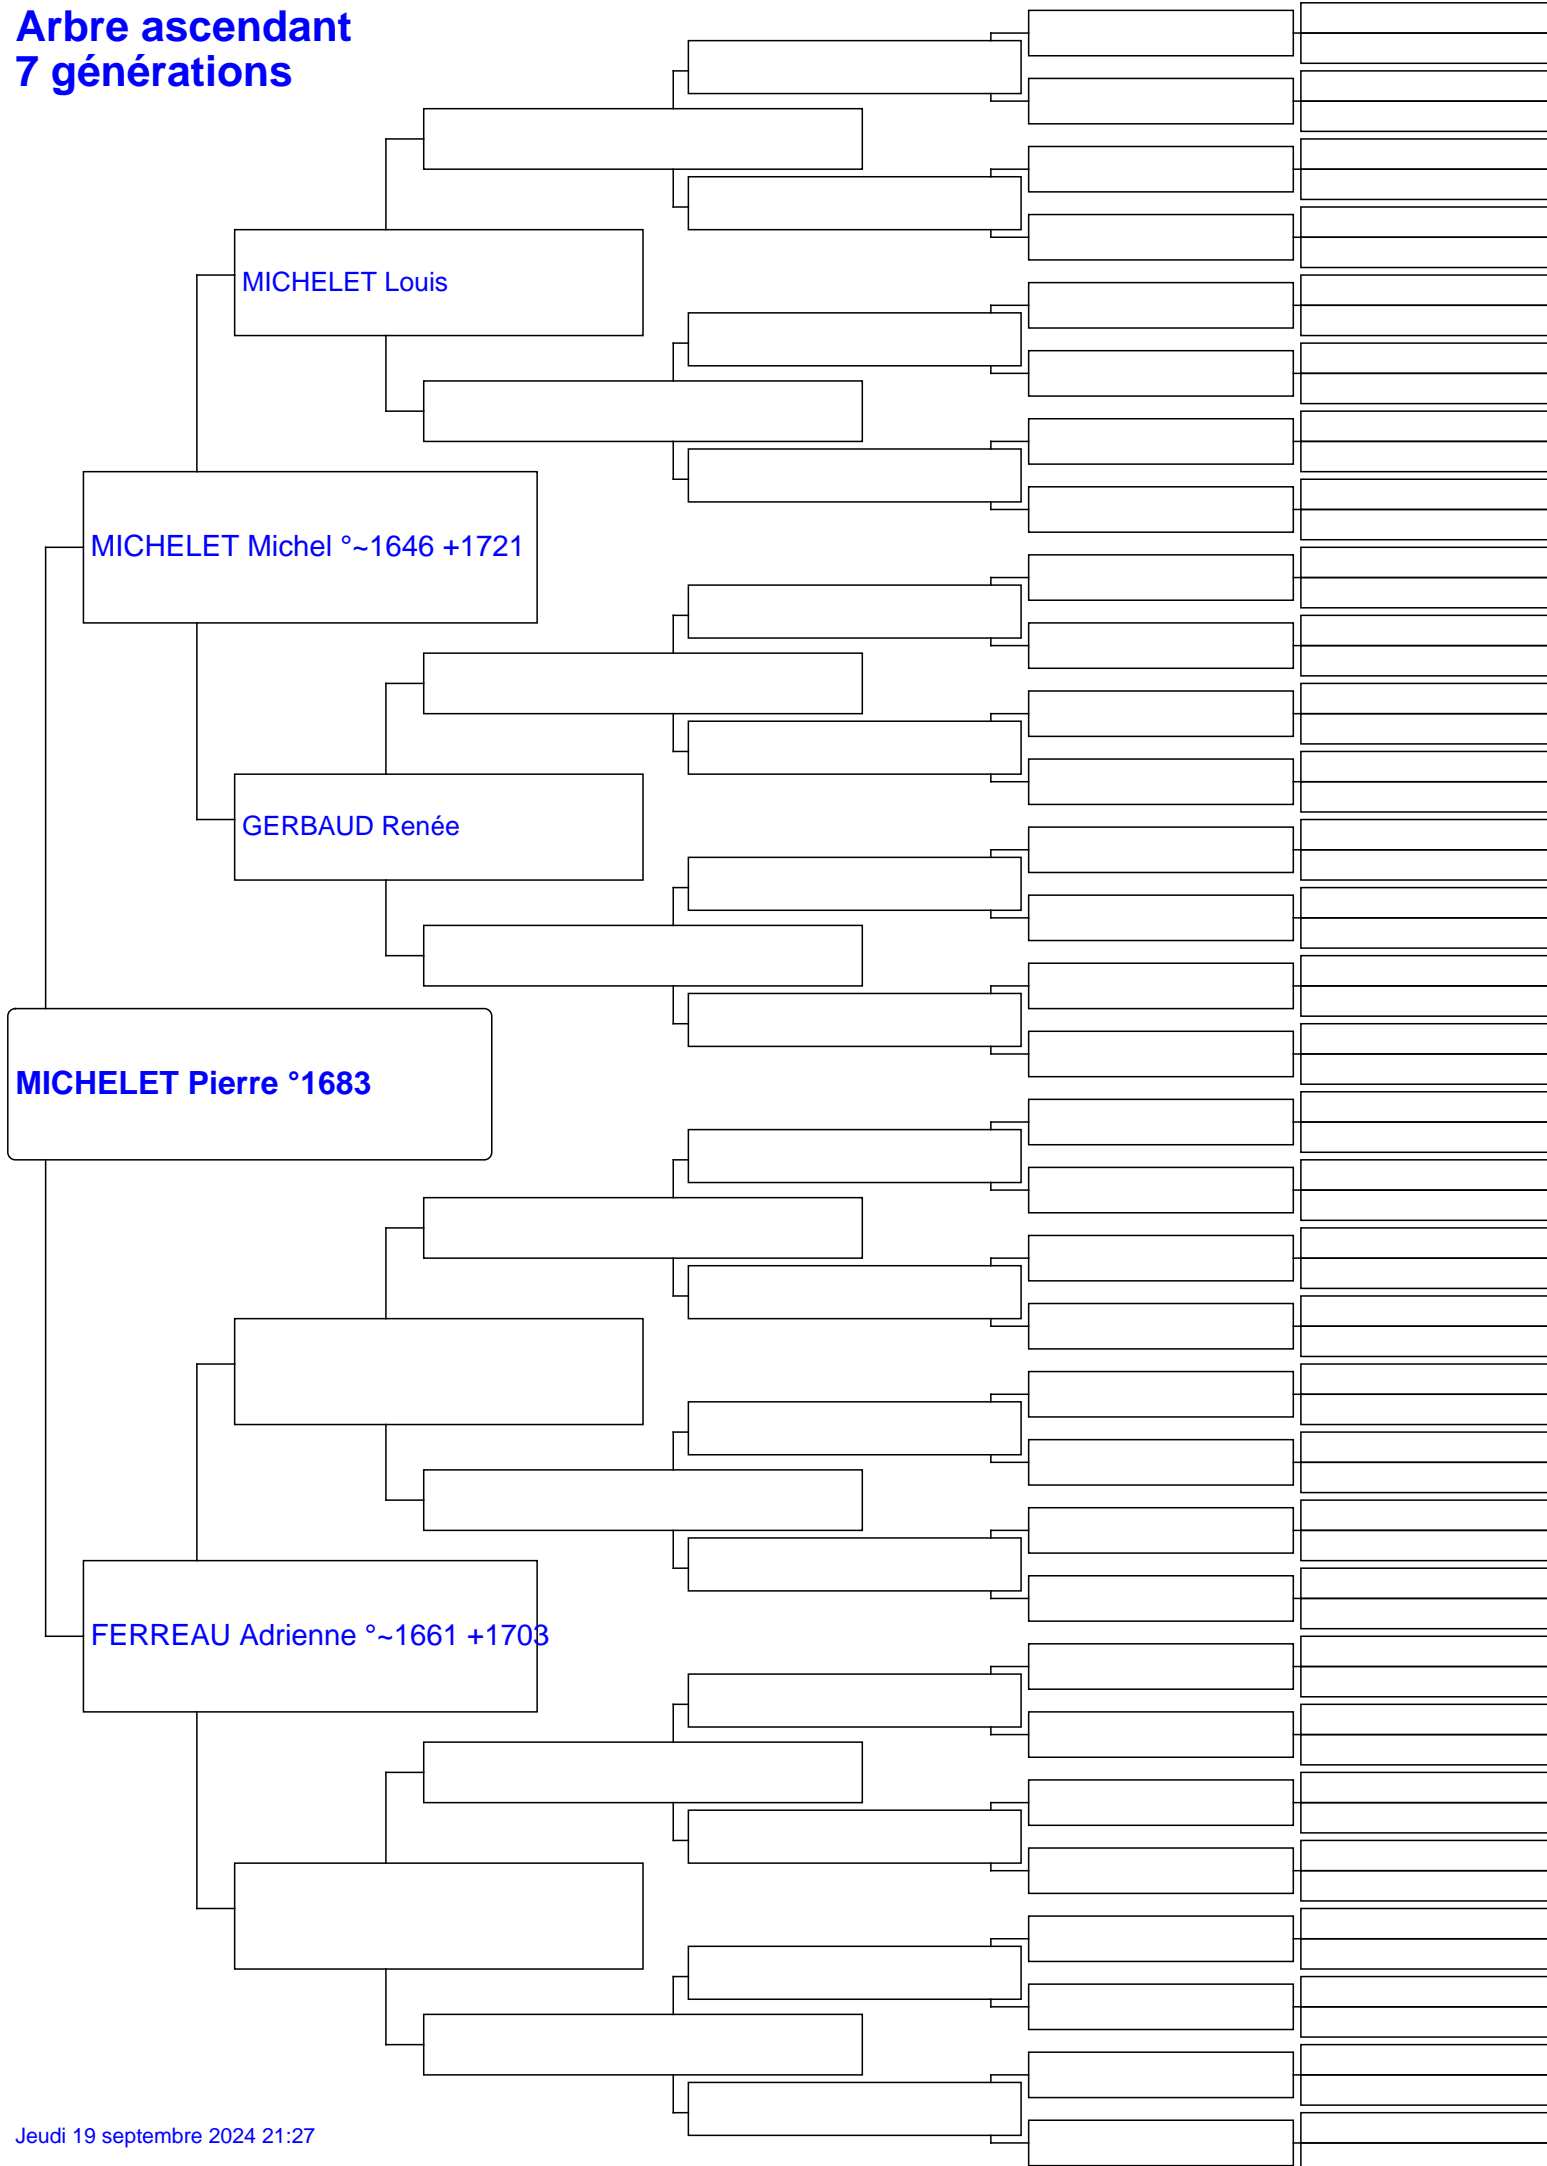 Arbre ascendant
7 générations
MICHELET Louis
MICHELET Michel °~1646 +1721
GERBAUD Renée
MICHELET Pierre °1683
FERREAU Adrienne °~1661 +1703
Jeudi 19 septembre 2024 21:27